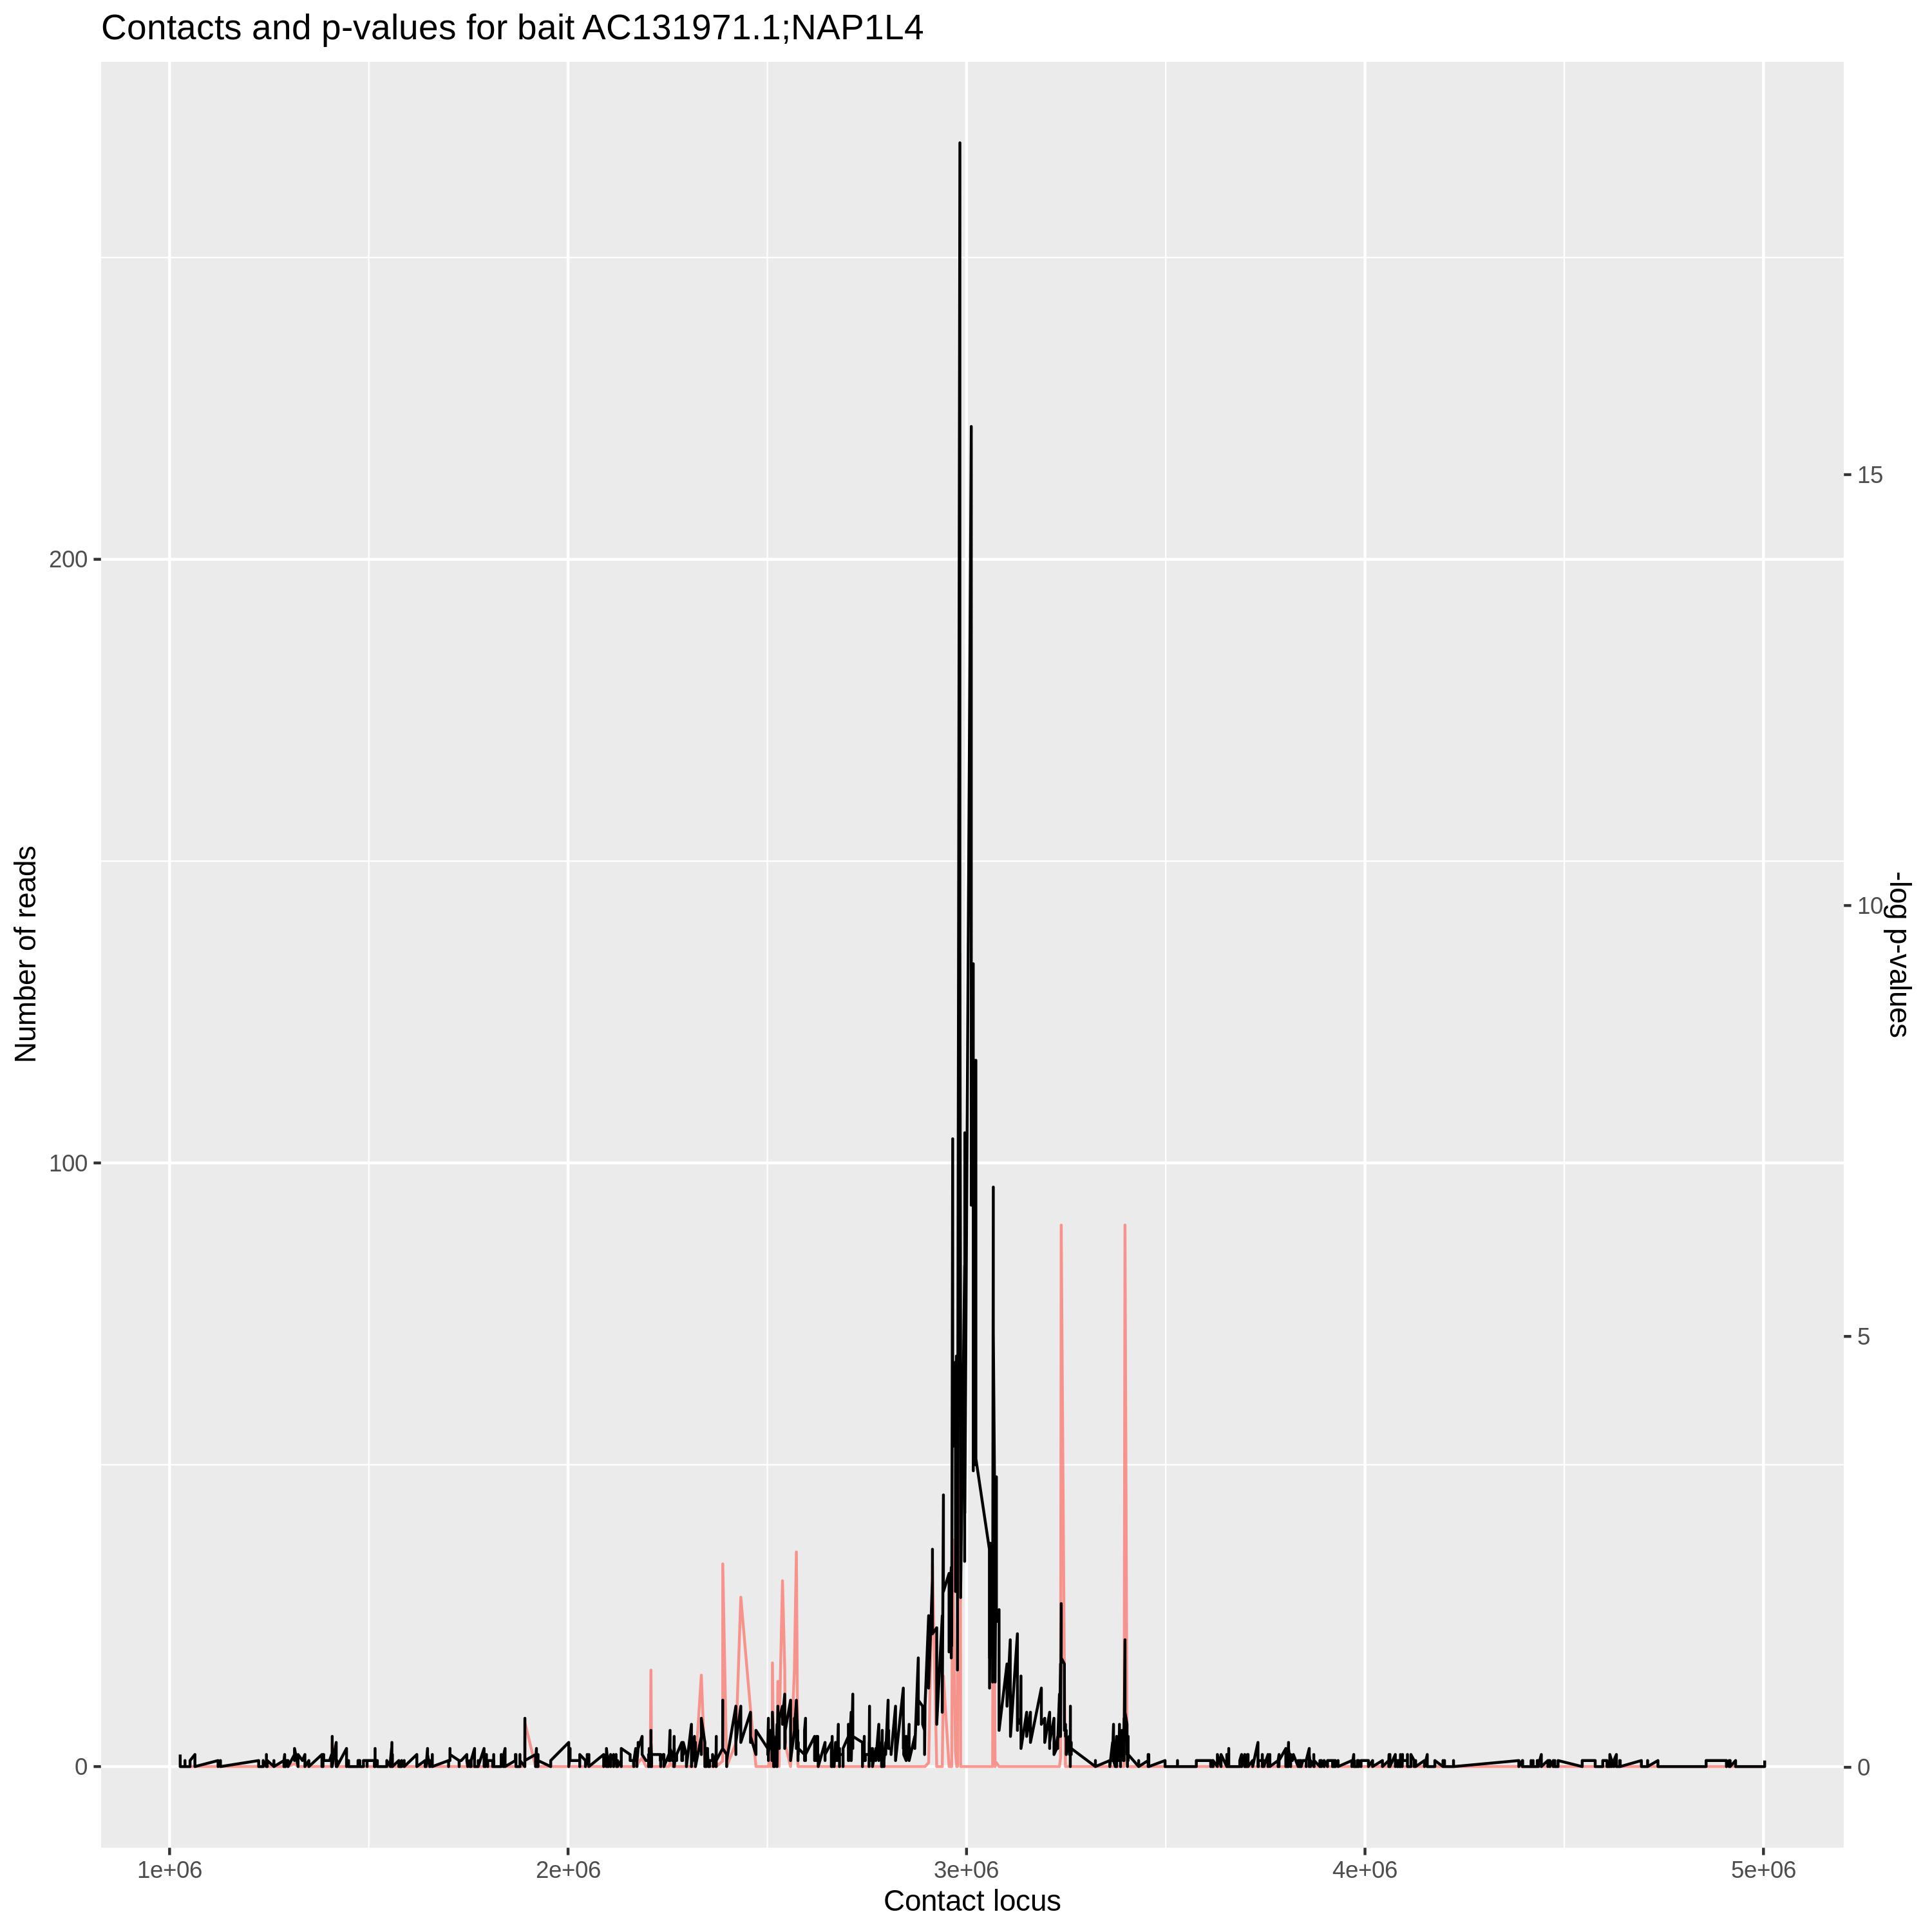 Contacts and p-values for bait AC131971.1;NAP1L4
200
100
0
Number of reads
15
10
5
0
-log p-values
1e+06
2e+06
3e+06
4e+06
5e+06
Contact locus